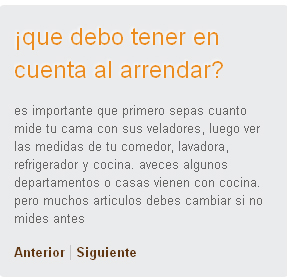 ¡que debo tener en
cuenta al arrendar?
es importante que primero sepas cuanto
mide tu cama con sus veladores, luego ver
las medidas de tu comedor, lavadora,
refrigerador y cocina. aveces algunos
departamentos o casas vienen con cocina.
pero muchos articulos debes cambiar si no
mides antes
Anterior | Siguiente